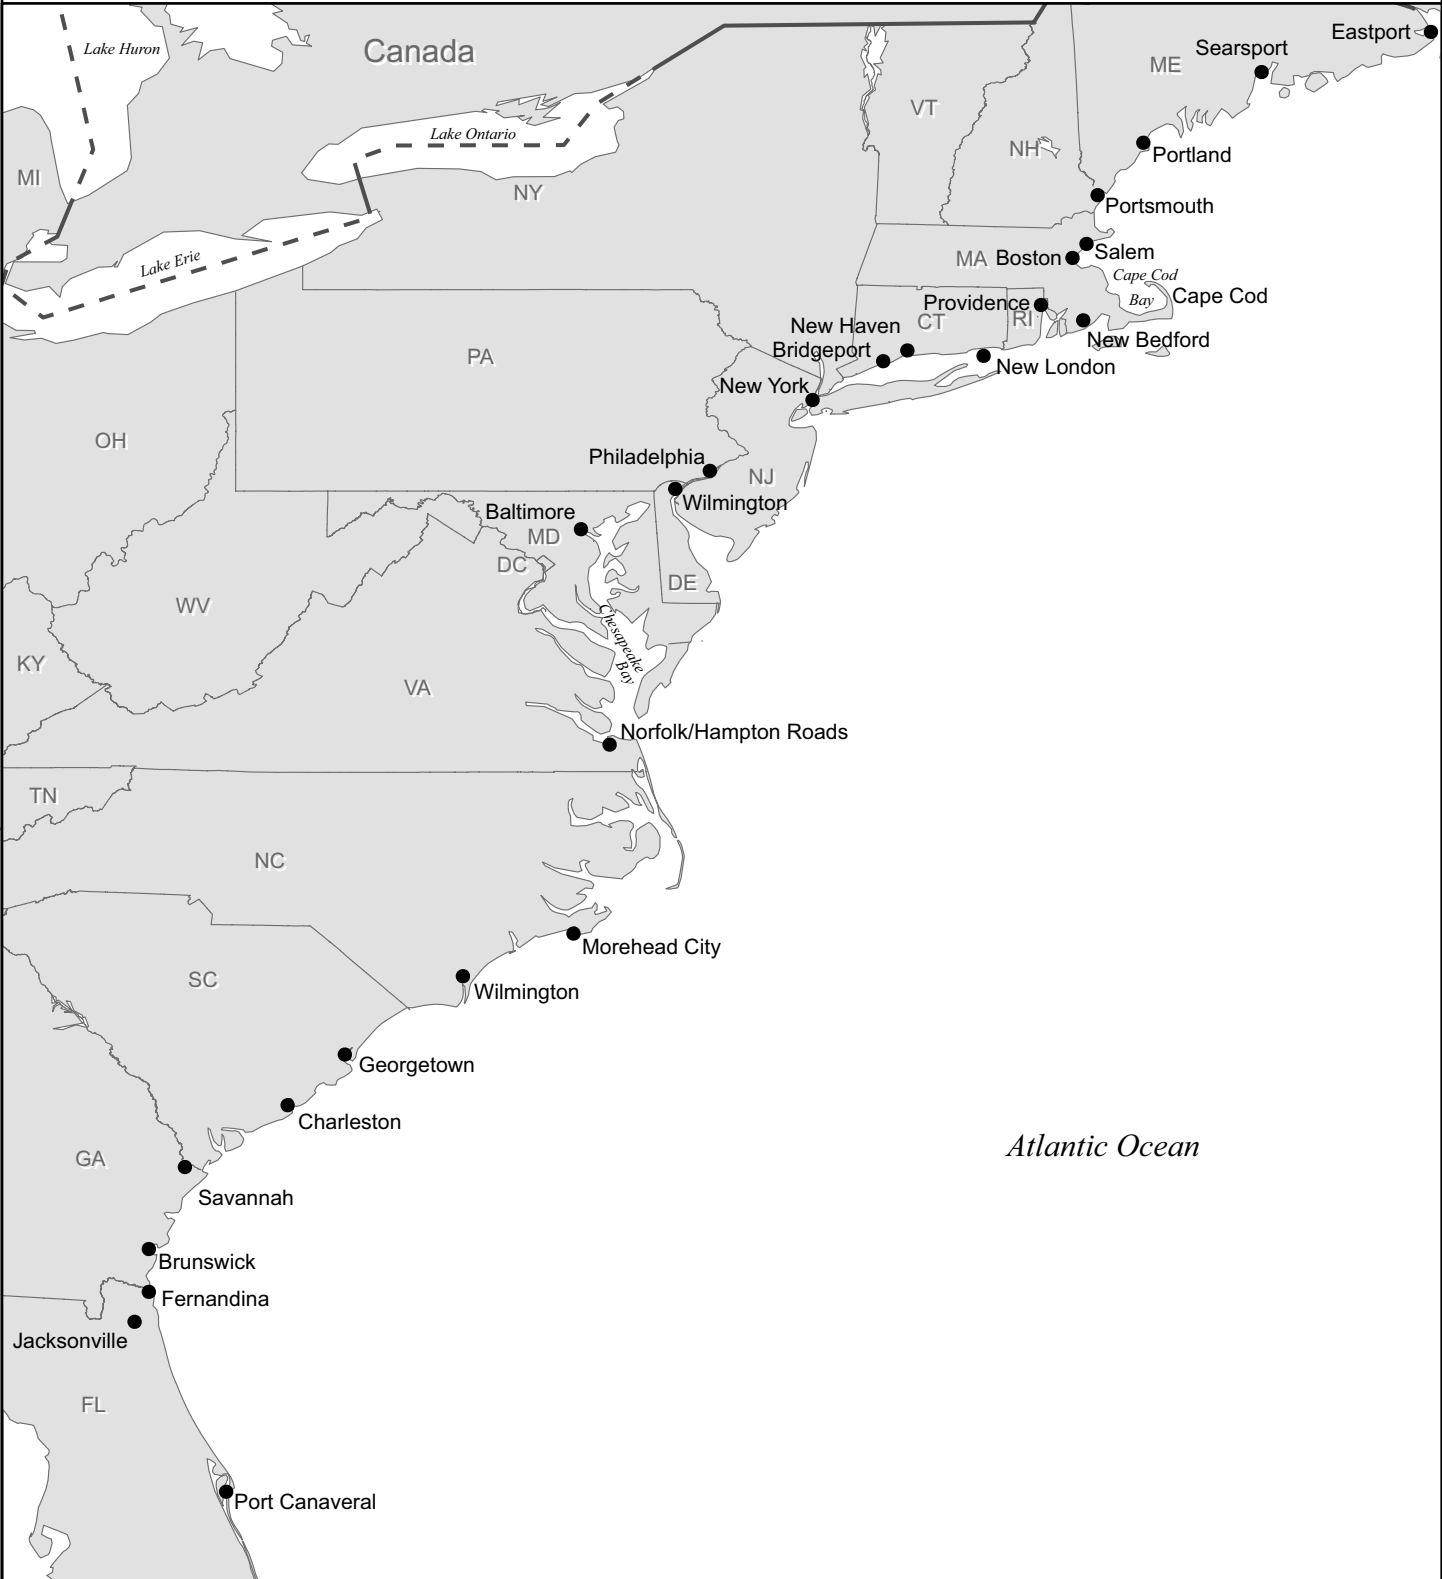 Eastport
Searsport
Lake Huron
Canada
ME
VT
Lake Ontario
NH
Portland
MI
NY
Portsmouth
Salem
MA
Boston
Lake Erie
Cape Cod
Bay
Cape Cod
Providence
RI
CT
New Haven
New Bedford
Bridgeport
PA
New London
New York
OH
Philadelphia
NJ
Wilmington
Baltimore
MD
DC
DE
WV
Chesapeake
Bay
KY
VA
Norfolk/Hampton Roads
TN
NC
Morehead City
SC
Wilmington
Georgetown
Charleston
Atlantic Ocean
GA
Savannah
Brunswick
Fernandina
Jacksonville
FL
Port Canaveral